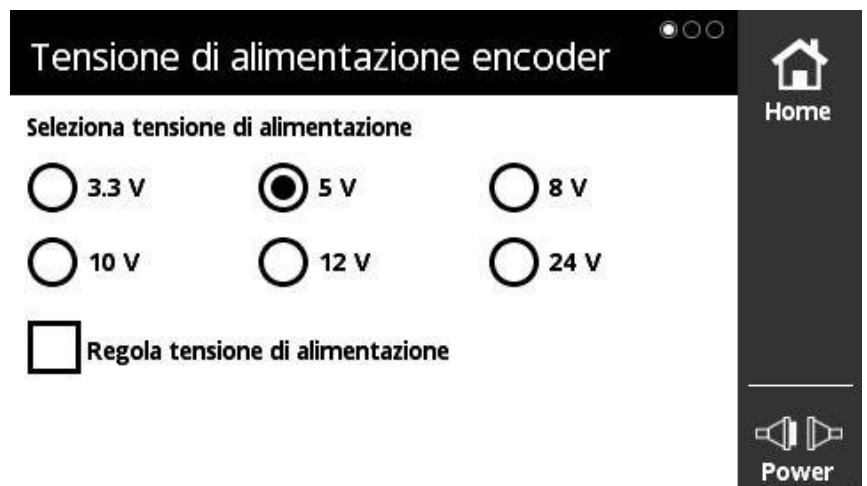 Tensione di alimentazione encoder
Home
Seleziona tensione di alimentazione
3.3 V 5 V 8 V
10 V 12 V 24 V
Regola tensione di alimentazione
Power